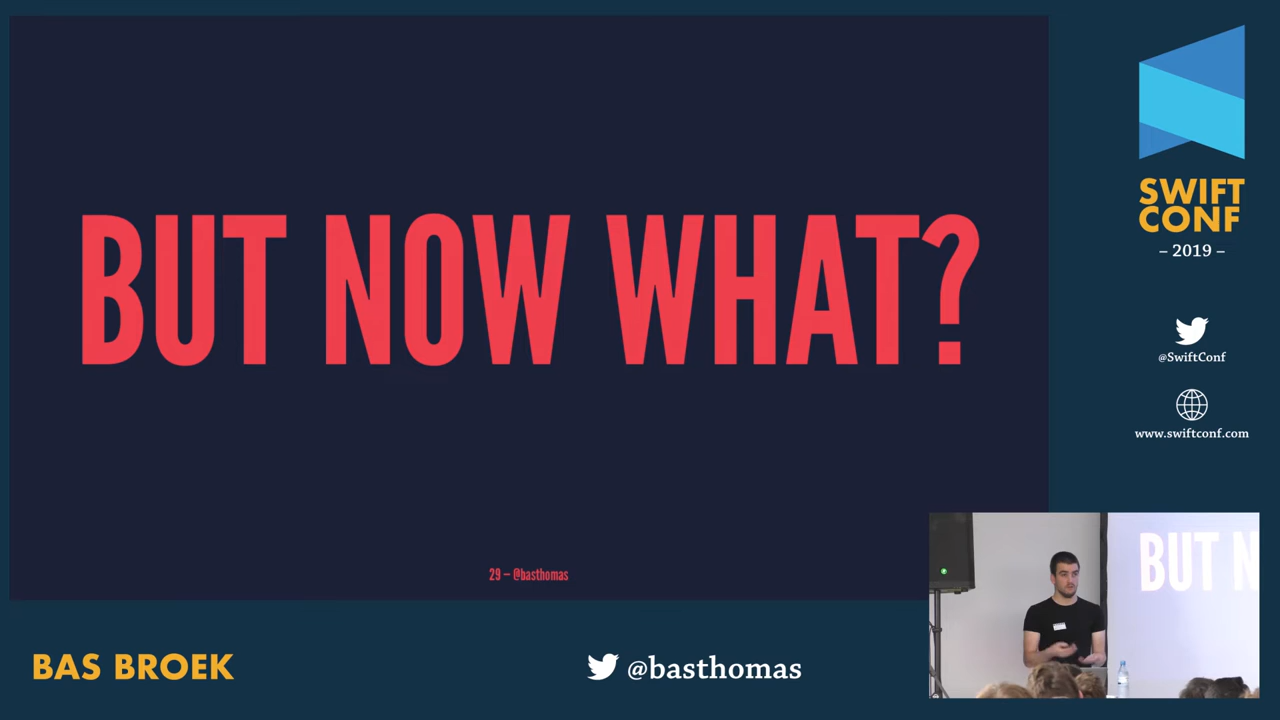 BUT NOW WHAT?
29 – @basthomas
SWIFT
CONF
– 2019 –
@SwiftConf
www.swiftconf.com
BUT N
BAS BROEK
@basthomas